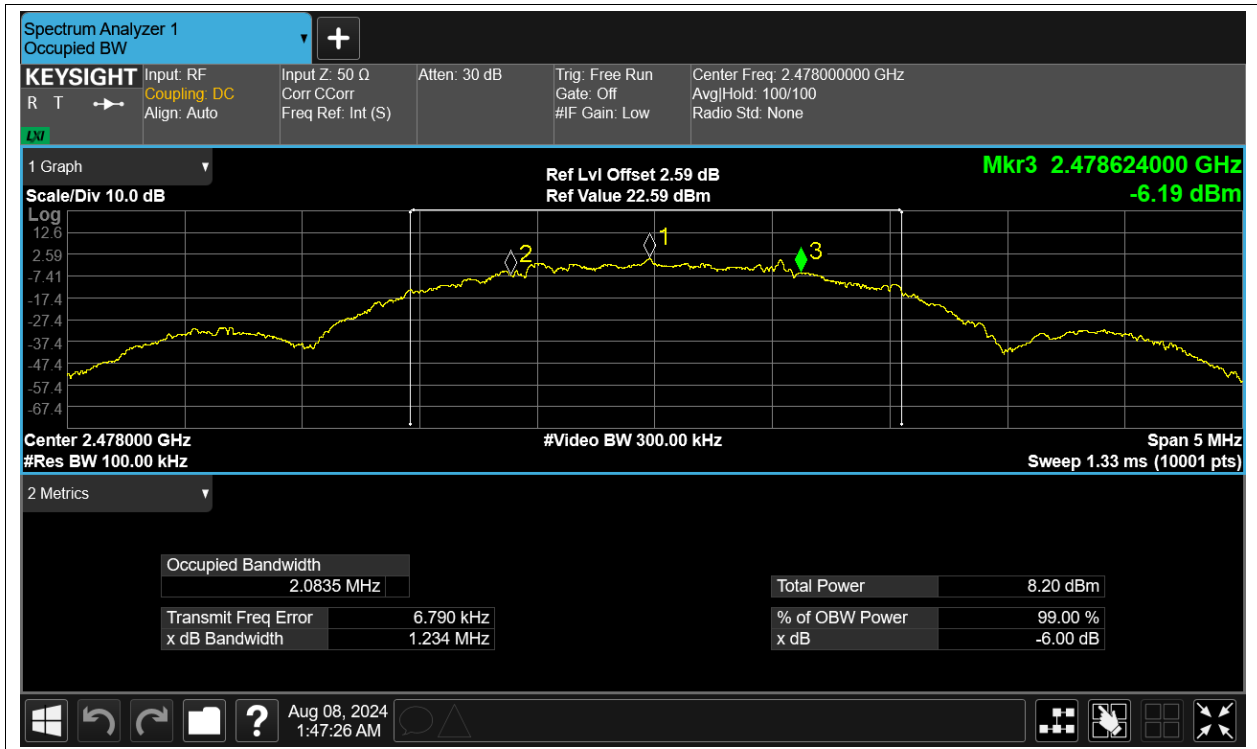 Spectrum Analyzer 1
Occupied BW
KEYSIGHT
R T
LXI
Input: RF
Coupling: DC
Align: Auto
Input Z: 50 Ω
Corr CCorr
Freq Ref: Int (S)
Atten: 30 dB
Trig: Free Run
Gate: Off
#IF Gain: Low
Center Freq: 2.478000000 GHz
Avg|Hold: 100/100
Radio Std: None
1 Graph
Scale/Div 10.0 dB
Ref Lvl Offset 2.59 dB
Ref Value 22.59 dBm
Mkr3 2.478624000 GHz
-6.19 dBm
Log
12.6
2.59
-7.41
-17.4
-27.4
-37.4
-47.4
-57.4
-67.4
2
1
3
Center 2.478000 GHz
#Video BW 300.00 kHz
Span 5 MHz
#Res BW 100.00 kHz
Sweep 1.33 ms (10001 pts)
2 Metrics
Occupied Bandwidth
2.0835 MHz
Transmit Freq Error 6.790 kHz
x dB Bandwidth 1.234 MHz
Total Power 8.20 dBm
% of OBW Power 99.00 %
x dB -6.00 dB
?
Aug 08, 2024
1:47:26 AM